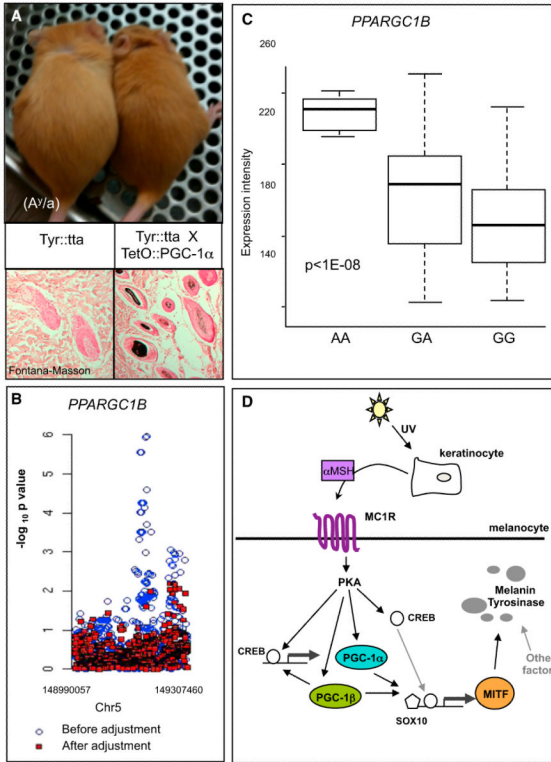 A
(Aʸ/a)
Tyr::tta
Tyr::tta X
TetO::PGC-1α
Fontana-Masson
B
PPARGC1B
-log 10 p value
6
5
4
3
2
1
0
148990057
149307460
Chr5
Before adjustment
After adjustment
C
PPARGC1B
Expression intensity
260
220
180
140
p<1E-08
AA
GA
GG
D
UV
keratinocyte
αMSH
MC1R
melanocyte
PKA
CREB
CREB
PGC-1α
PGC-1β
SOX10
MITF
Melanin
Tyrosinase
Other
factor